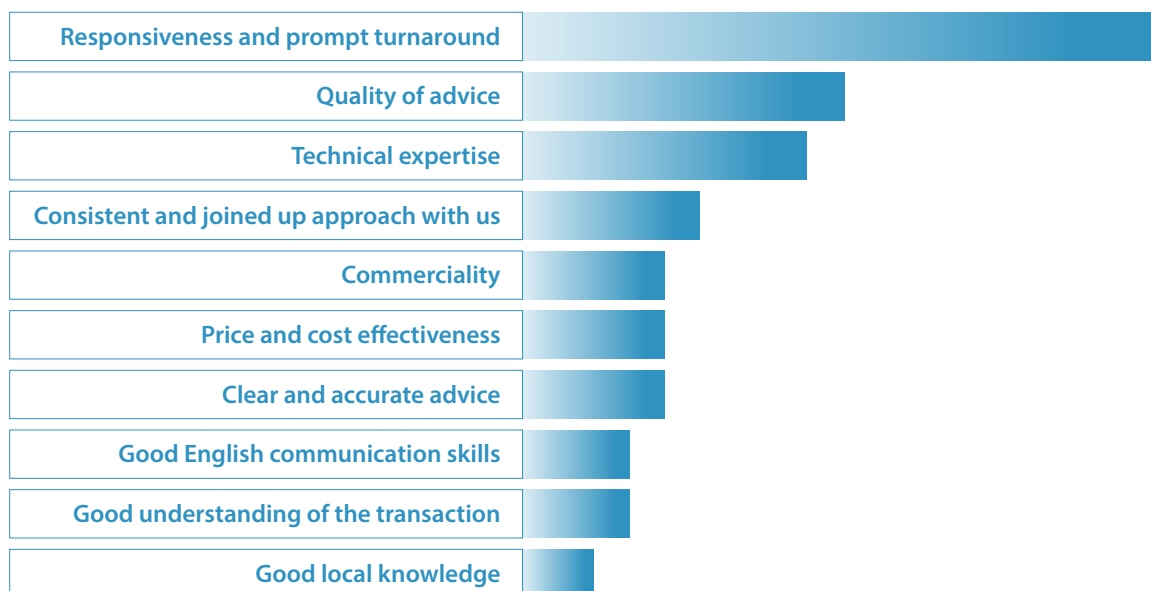 Responsiveness and prompt turnaround
Quality of advice
Technical expertise
Consistent and joined up approach with us
Commerciality
Price and cost effectiveness
Clear and accurate advice
Good English communication skills
Good understanding of the transaction
Good local knowledge